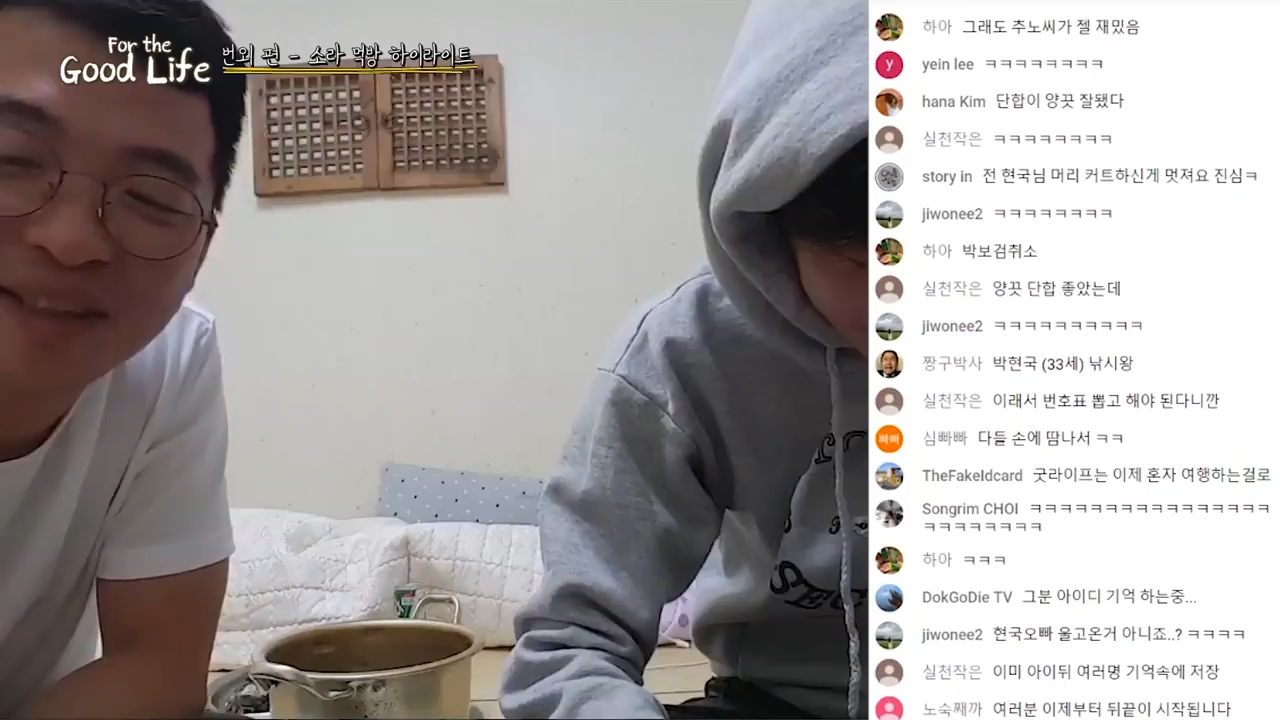 For the
Good Life
번외 편 - 소라 먹방 하이라이트
하아 그래도 추노씨가 젤 재밌음
y
yein lee ㅋㅋㅋㅋㅋㅋㅋㅋ
hana Kim 단합이 양끗 잘됐다
실천작은 ㅋㅋㅋㅋㅋㅋㅋㅋ
story in 전 현국님 머리 커트하신게 멋져요 진심ㅋ
jiwonee2 ㅋㅋㅋㅋㅋㅋㅋㅋ
하아 박보검취소
실천작은 양끗 단합 좋았는데
jiwonee2 ㅋㅋㅋㅋㅋㅋㅋㅋㅋㅋ
짱구박사 박현국 (33세) 낚시왕
실천작은 이래서 번호표 뽑고 해야 된다니깐
빠빠
심빠빠 다들 손에 땀나서 ㅋㅋ
TheFakeIdcard 굿라이프는 이제 혼자 여행하는걸로
Songrim CHOI ㅋㅋㅋㅋㅋㅋㅋㅋㅋㅋㅋㅋㅋㅋㅋㅋ
ㅋㅋㅋㅋㅋㅋㅋㅋ
하아 ㅋㅋㅋ
DokGoDie TV 그분 아이디 기억 하는중...
jiwonee2 현국오빠 울고온거 아니죠..? ㅋㅋㅋㅋ
실천작은 이미 아이뒤 여러명 기억속에 저장
노숙째까 여러분 이제부터 뒤끝이 시작됩니다